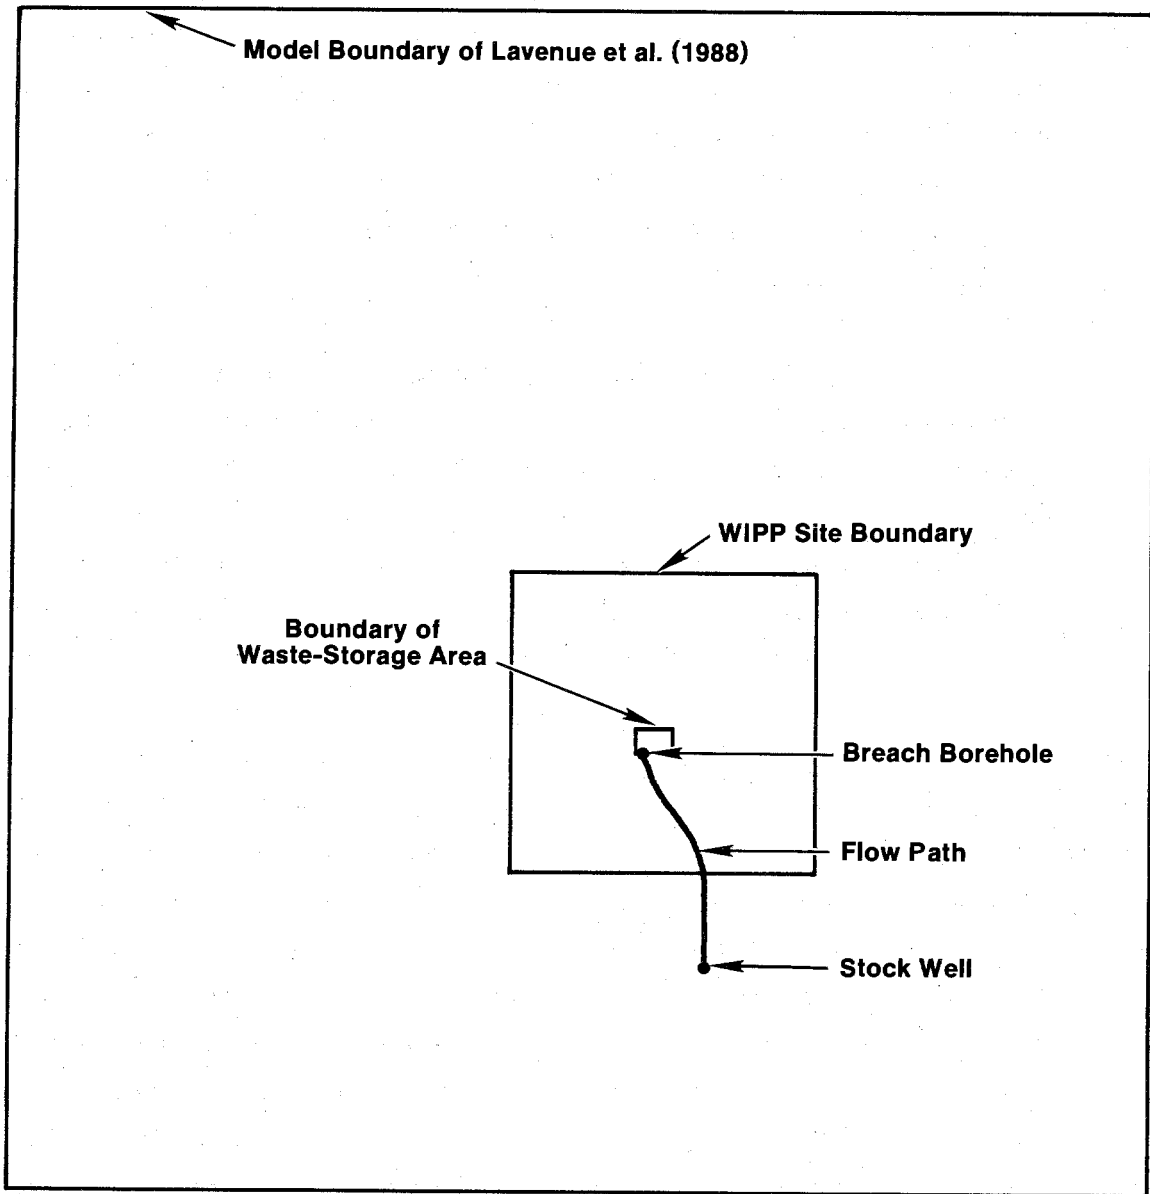 Model Boundary of Lavenue et al. (1988)
WIPP Site Boundary
Boundary of
Waste-Storage Area
Breach Borehole
Flow Path
Stock Well